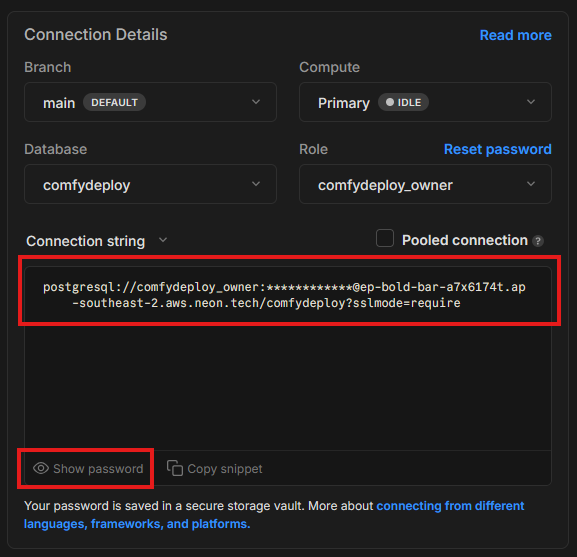 Connection Details Read more
Branch Compute
main DEFAULT Primary IDLE
Database Role Reset password
comfydeploy comfydeploy_owner
Connection string Pooled connection ?
postgresql://comfydeploy_owner:************@ep-bold-bar-a7x6174t.ap
-southeast-2.aws.neon.tech/comfydeploy?sslmode=require
Show password Copy snippet
Your password is saved in a secure storage vault. More about connecting from different
languages, frameworks, and platforms.